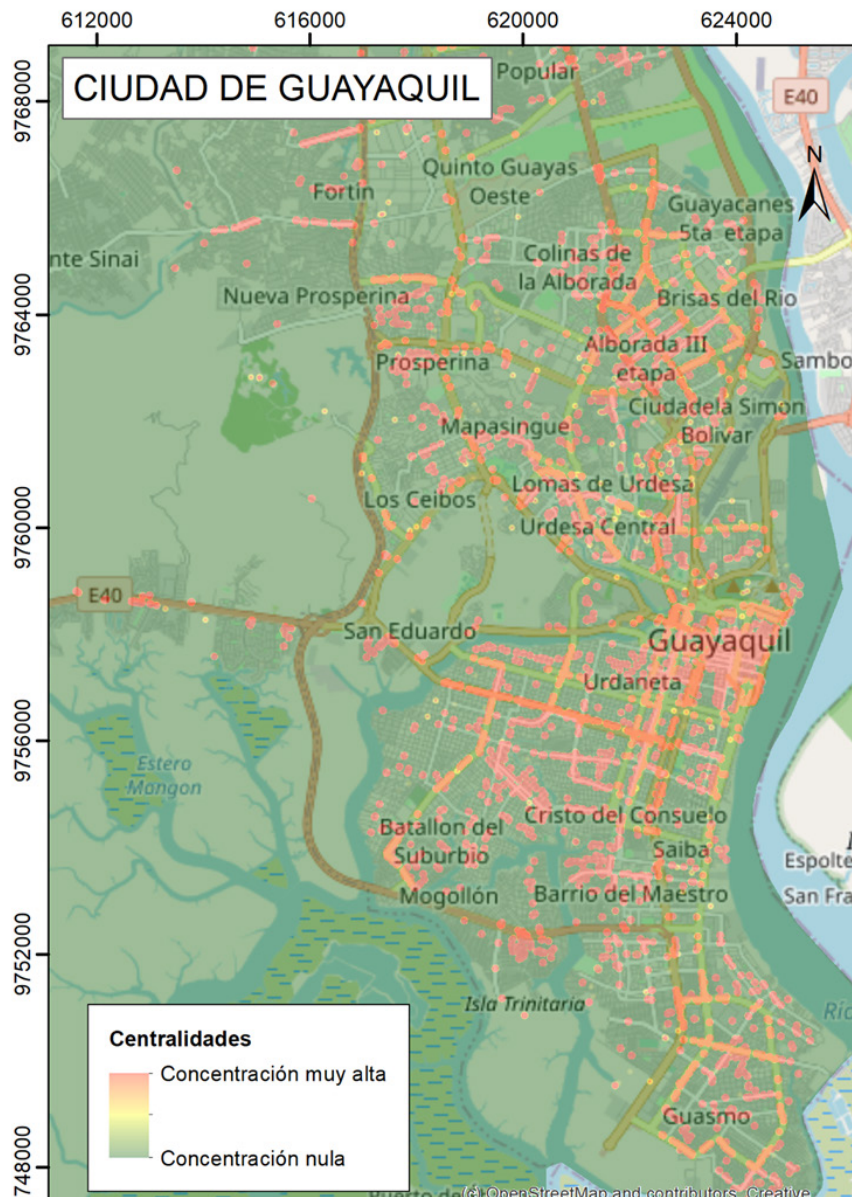 612000 616000 620000 624000
CIUDAD DE GUAYAQUIL
Popular
E40
9768000
N
Quinto Guayas
Oeste
Fortin
Guayacanes
5ta etapa
nte Sinai
Colinas de
la Alborada
Nueva Prosperina
Brisas del Rio
9764000
Alborada III
etapa
Prosperina
Sambo
Ciudadela Simon
Bolivar
Mapasingue
Lomas de Urdesa
Los Ceibos
Urdesa Central
9760000
E40
San Eduardo
Guayaquil
Urdaneta
9756000
Estero
Mongon
Cristo del Consuelo
Batallon del
Suburbio
Saiba
Espolte
Mogollón
Barrio del Maestro
San Fra
9752000
Isla Trinitaria
Río
Centralidades
Concentración muy alta
Concentración nula
Guasmo
748000
(c) OpenStreetMap and contributors, Creative